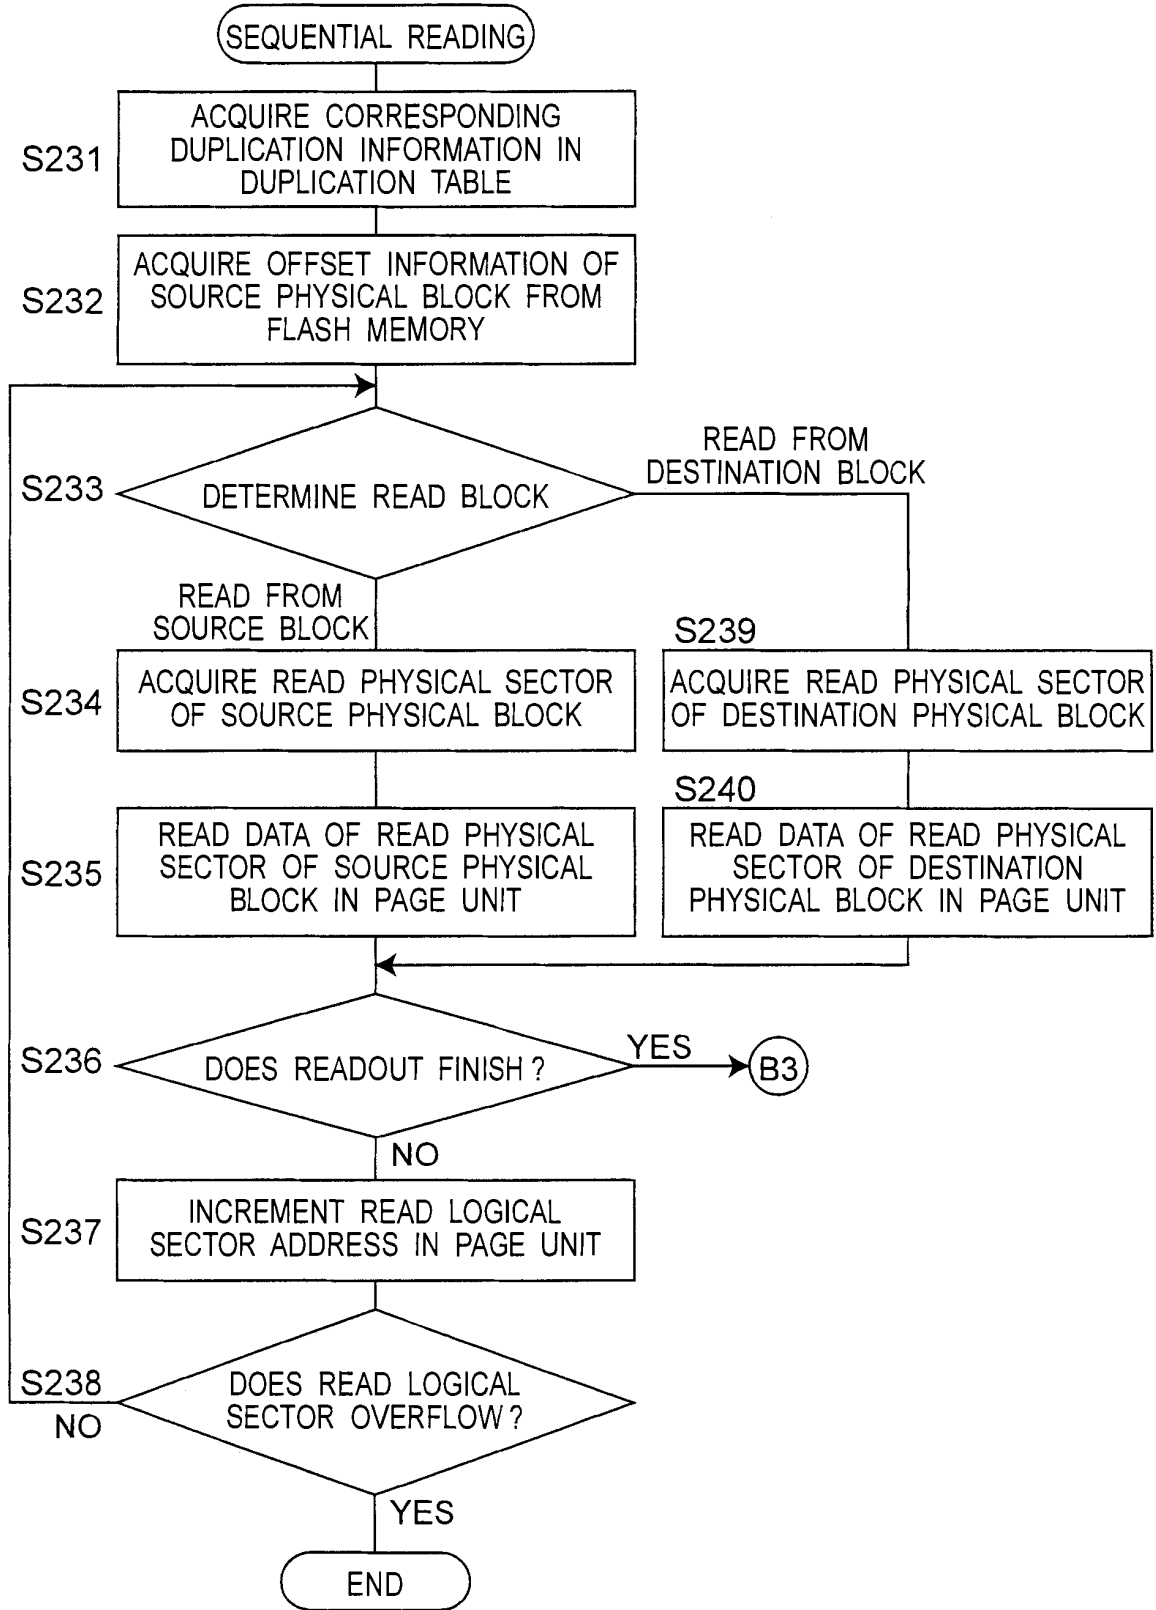 SEQUENTIAL READING
S231
ACQUIRE CORRESPONDING
DUPLICATION INFORMATION IN
DUPLICATION TABLE
S232
ACQUIRE OFFSET INFORMATION OF
SOURCE PHYSICAL BLOCK FROM
FLASH MEMORY
S233
DETERMINE READ BLOCK
READ FROM
DESTINATION BLOCK
READ FROM
SOURCE BLOCK
S234
ACQUIRE READ PHYSICAL SECTOR
OF SOURCE PHYSICAL BLOCK
S239
ACQUIRE READ PHYSICAL SECTOR
OF DESTINATION PHYSICAL BLOCK
S235
READ DATA OF READ PHYSICAL
SECTOR OF SOURCE PHYSICAL
BLOCK IN PAGE UNIT
S240
READ DATA OF READ PHYSICAL
SECTOR OF DESTINATION
PHYSICAL BLOCK IN PAGE UNIT
S236
DOES READOUT FINISH ?
YES
B3
NO
S237
INCREMENT READ LOGICAL
SECTOR ADDRESS IN PAGE UNIT
S238
DOES READ LOGICAL
SECTOR OVERFLOW ?
NO
YES
END